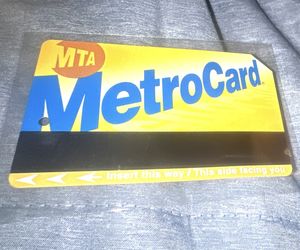 MTA
MetroCard
Insert this way / This side facing you